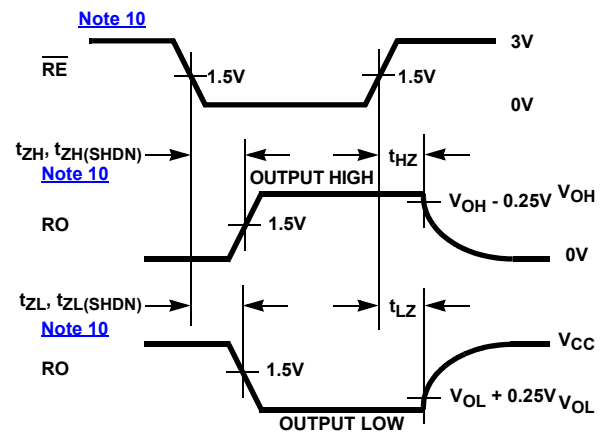 Note 10
3V
RE
1.5V
1.5V
0V
tZH, tZH(SHDN)
tHZ
Note 10
OUTPUT HIGH
VOH - 0.25V
VOH
RO
1.5V
0V
tZL, tZL(SHDN)
tLZ
Note 10
VCC
RO
1.5V
VOL + 0.25V
VOL
OUTPUT LOW